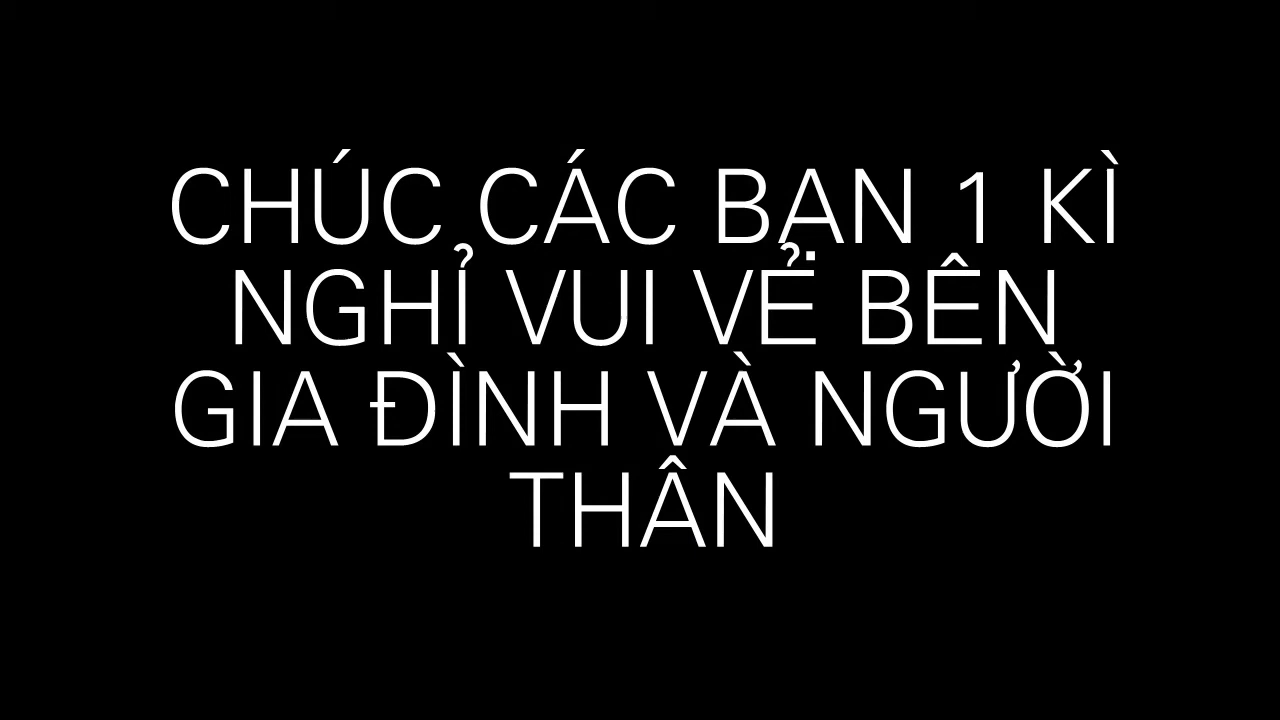 CHÚC CÁC BẠN 1 KÌ
NGHỈ VUI VẺ BÊN
GIA ĐÌNH VÀ NGƯỜI
THÂN